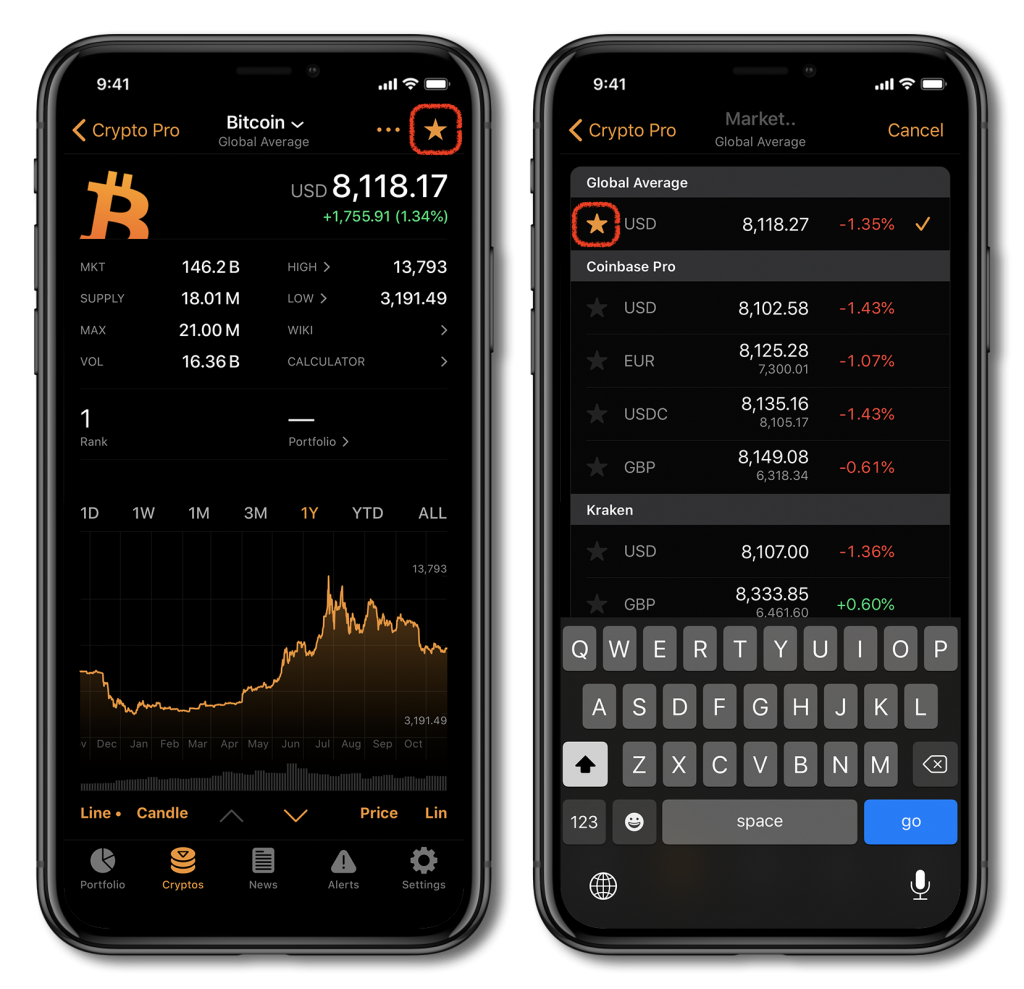 9:41
Crypto Pro
Bitcoin
Global Average
USD 8,118.17
+1,755.91 (1.34%)
MKT 146.2 B HIGH 13,793
SUPPLY 18.01 M LOW 3,191.49
MAX 21.00 M WIKI
VOL 16.36 B CALCULATOR
1
Rank
—
Portfolio
1D 1W 1M 3M 1Y YTD ALL
13,793
3,191.49
v Dec Jan Feb Mar Apr May Jun Jul Aug Sep Oct
Line • Candle Price Lin
Portfolio Cryptos News Alerts Settings
9:41
Crypto Pro
Market..
Global Average
Cancel
Global Average
USD 8,118.27 -1.35%
Coinbase Pro
USD 8,102.58 -1.43%
EUR 8,125.28 -1.07%
7,300.01
USDC 8,135.16 -1.43%
8,105.17
GBP 8,149.08 -0.61%
6,318.34
Kraken
USD 8,107.00 -1.36%
GBP 8,333.85 +0.60%
6,461.60
Q W E R T Y U I O P
A S D F G H J K L
Z X C V B N M
123 space go